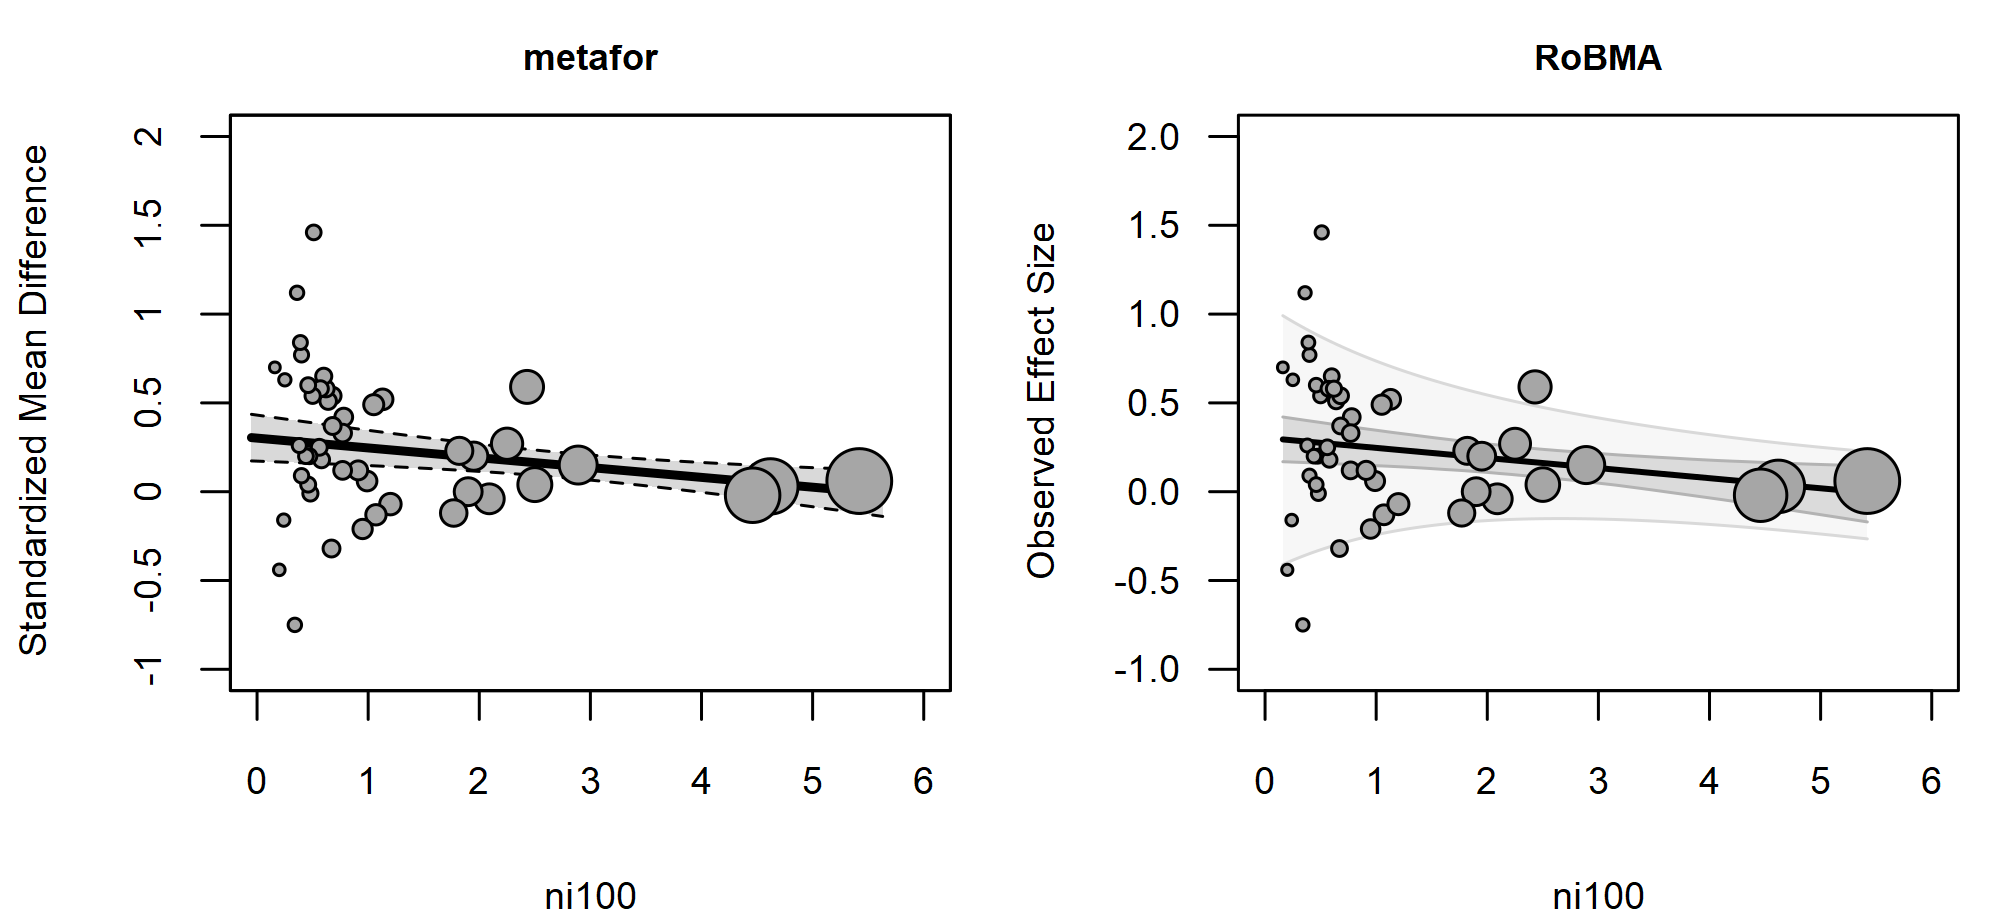 metafor
Standardized Mean Difference
2
1.5
1
0.5
0
-0.5
-1
0 1 2 3 4 5 6
ni100
RoBMA
Observed Effect Size
2.0
1.5
1.0
0.5
0.0
-0.5
-1.0
0 1 2 3 4 5 6
ni100